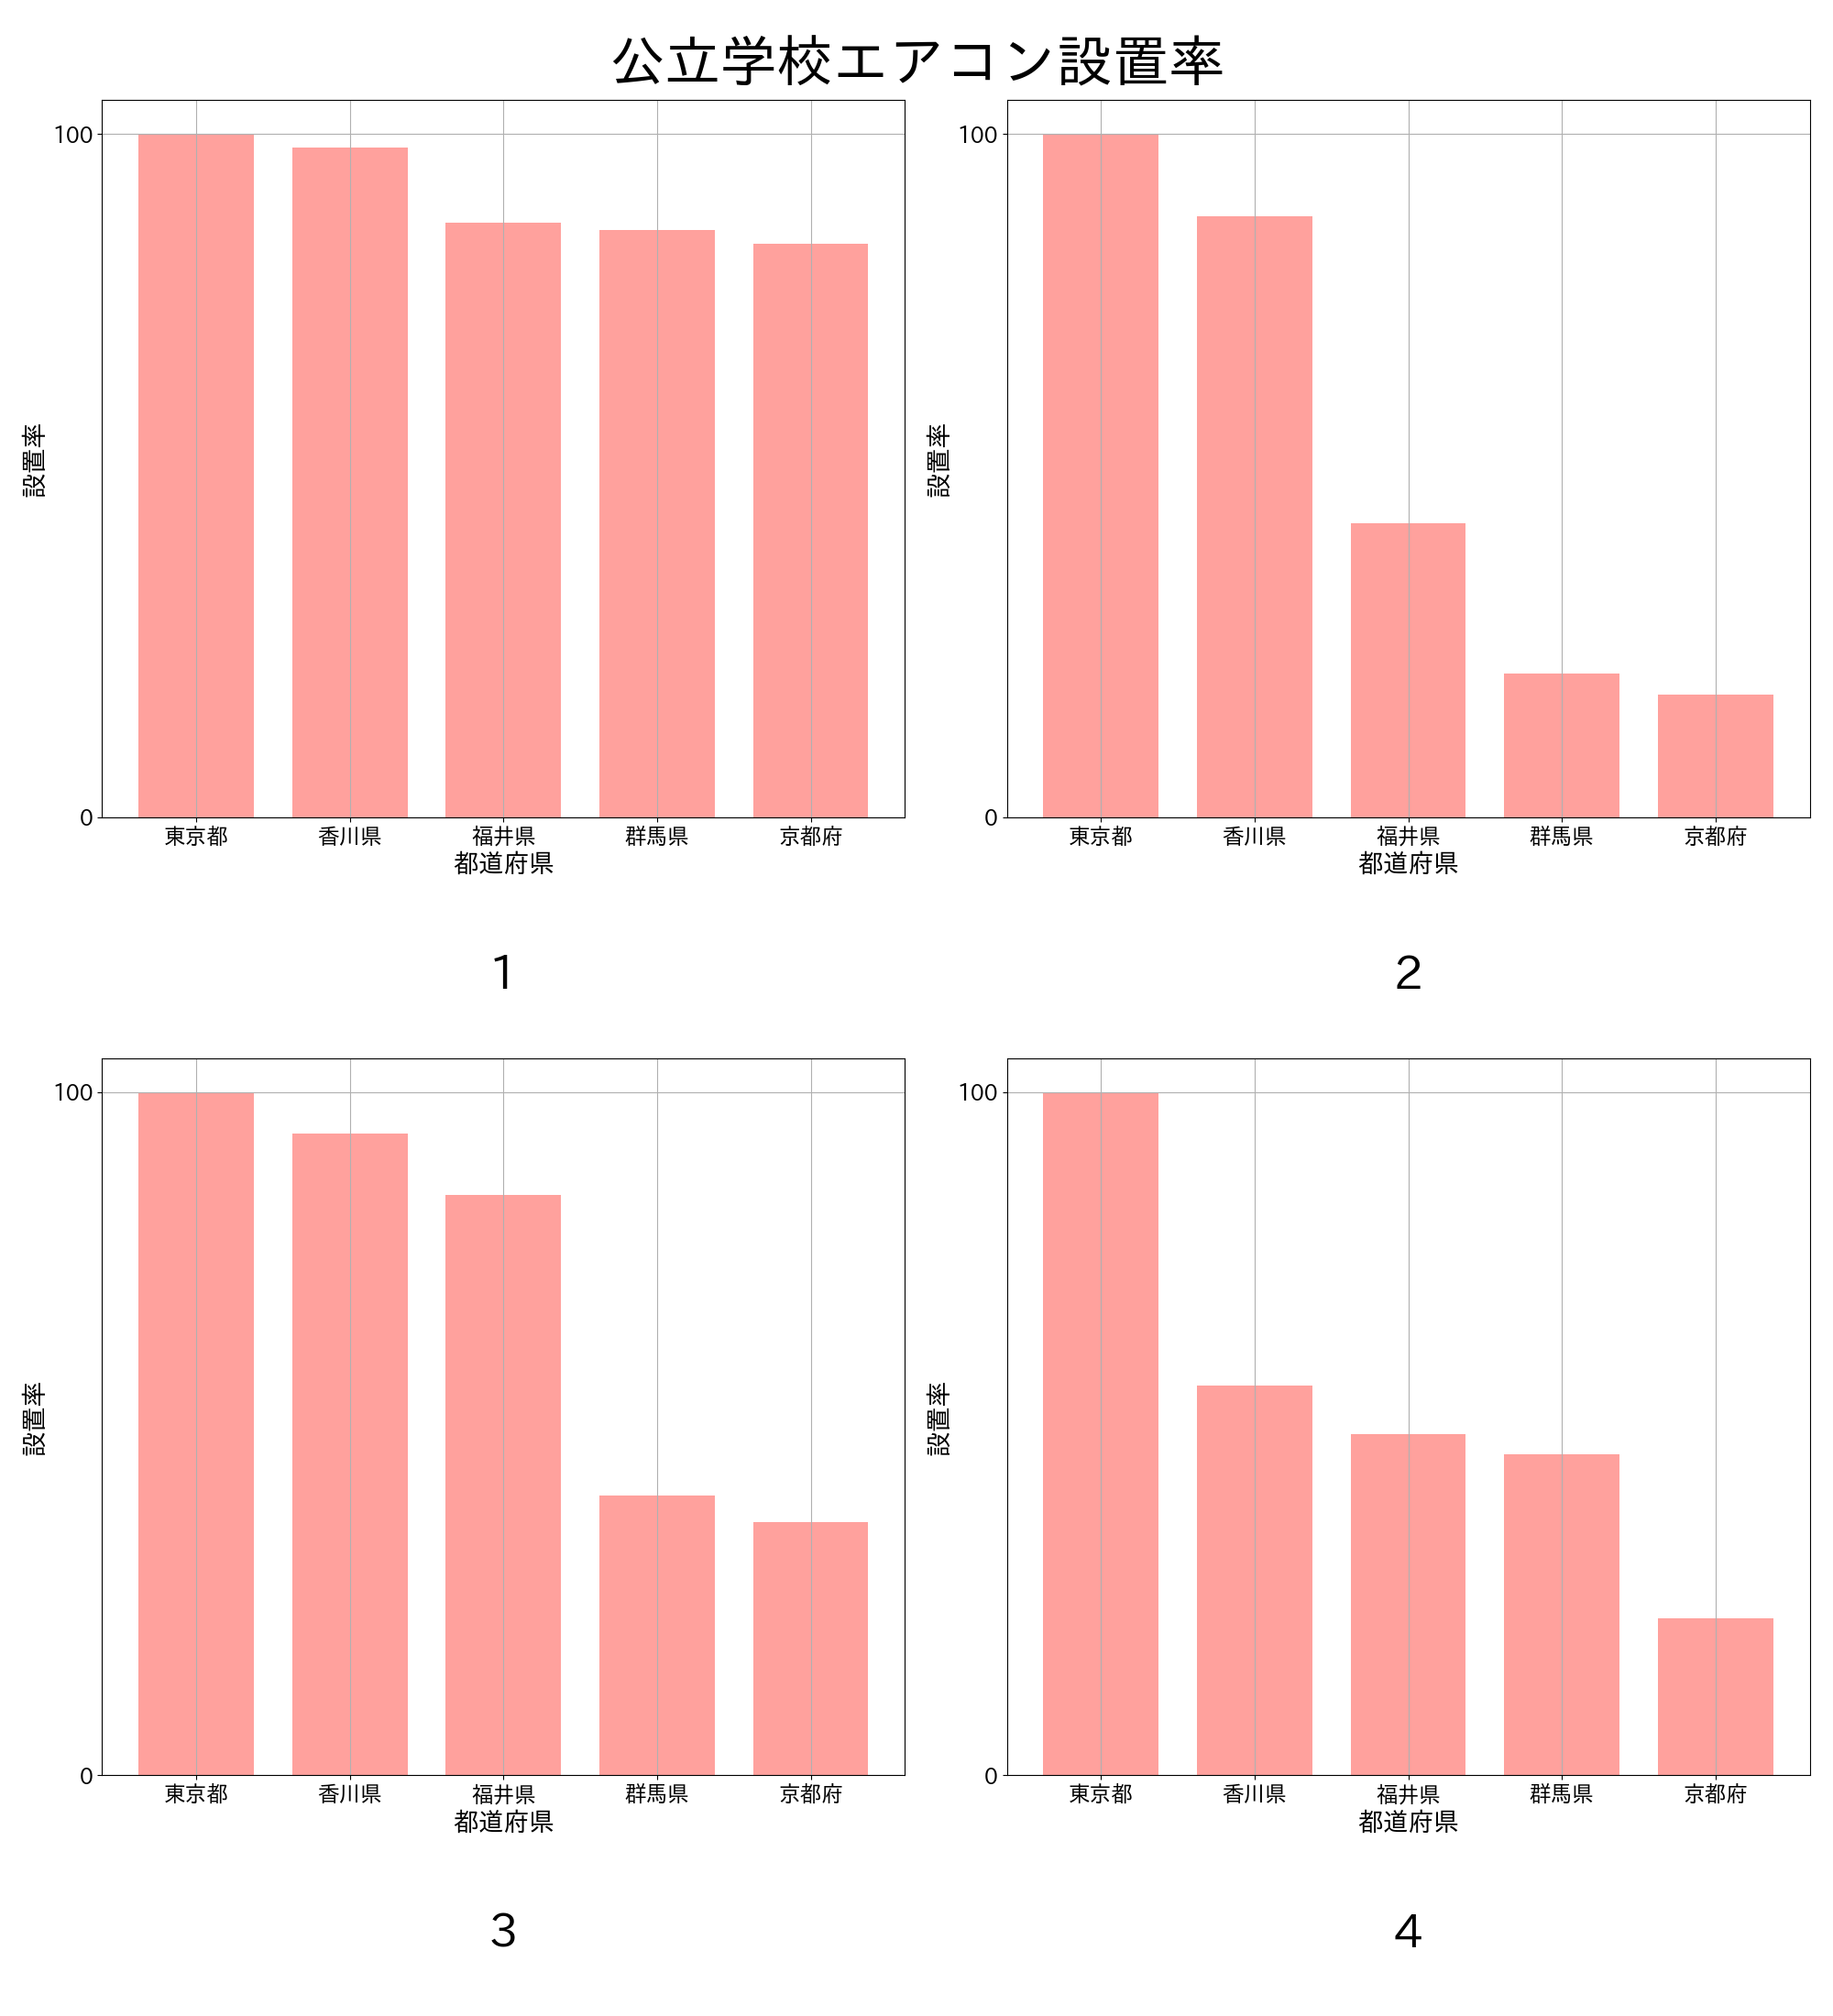 公立学校エアコン設置率
100
0
設置率
東京都 香川県 福井県 群馬県 京都府
都道府県
1
100
0
設置率
東京都 香川県 福井県 群馬県 京都府
都道府県
2
100
0
設置率
東京都 香川県 福井県 群馬県 京都府
都道府県
3
100
0
設置率
東京都 香川県 福井県 群馬県 京都府
都道府県
4